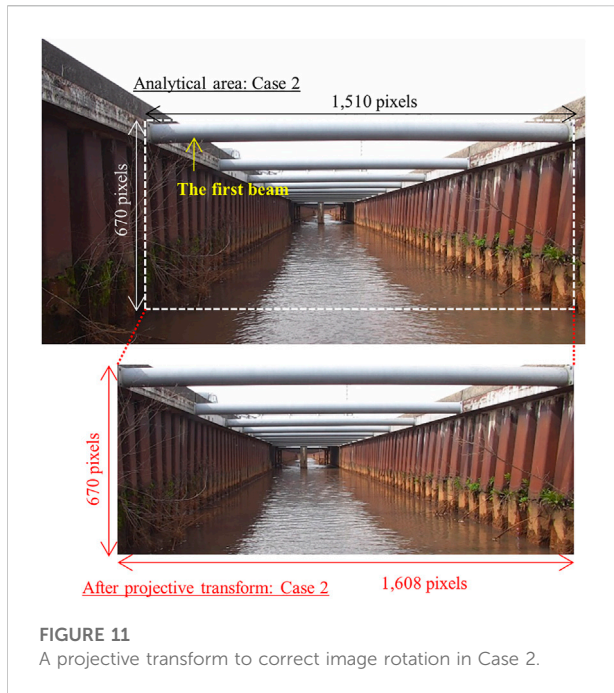 Analytical area: Case 2
1,510 pixels
The first beam
670 pixels
670 pixels
After projective transform: Case 2
1,608 pixels
FIGURE 11
A projective transform to correct image rotation in Case 2.